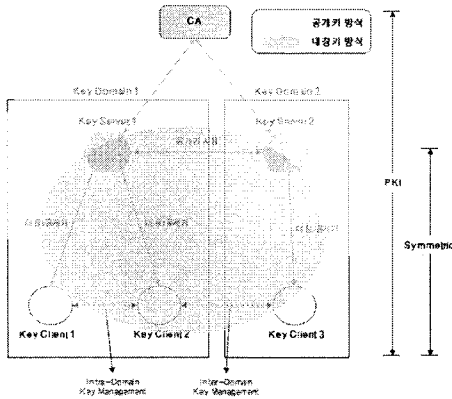 CA
공개키 방식
대칭키 방식
Key Domain 1
Key Domain 2
Key Server 1
Key Server 2
PKI
Symmetric
Key Client 1
Key Client 2
Key Client 3
Intra-Domain
Key Management
Inter-Domain
Key Management